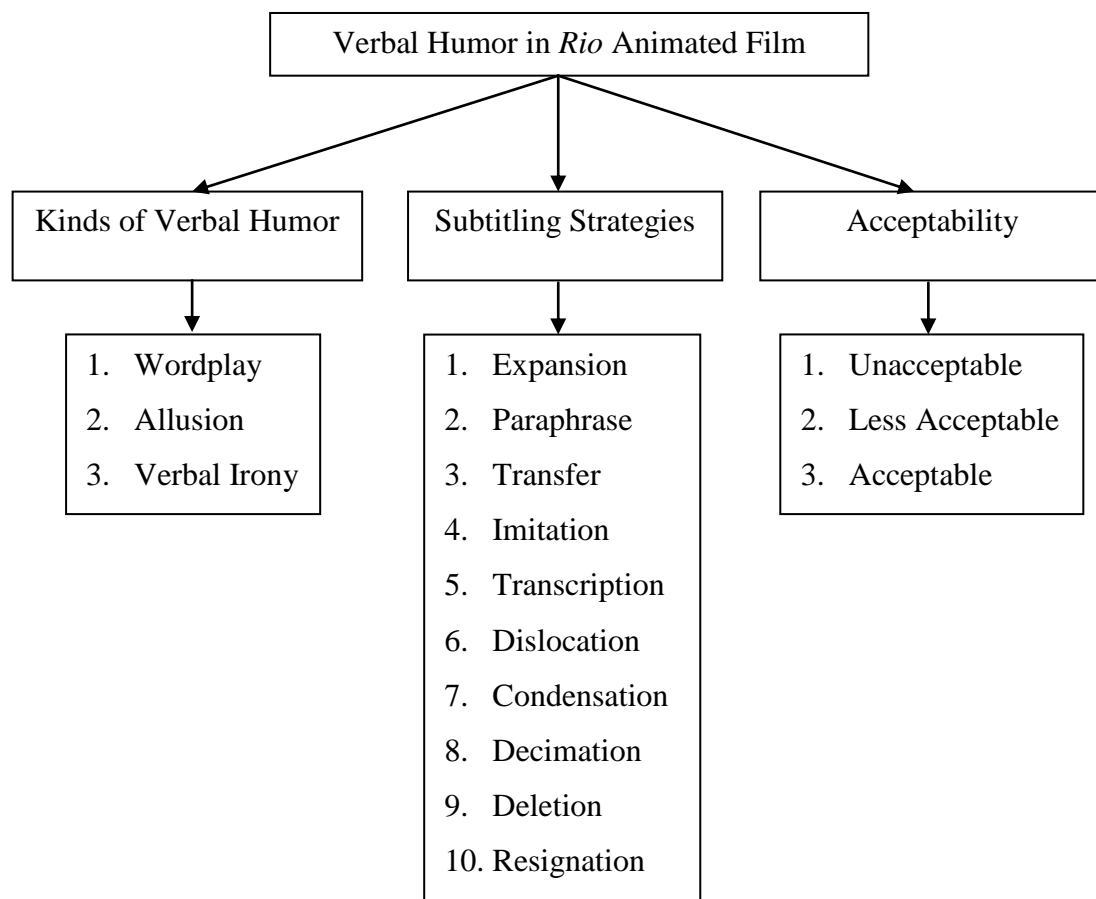 Verbal Humor in Rio Animated Film
Kinds of Verbal Humor
Subtitling Strategies
Acceptability
1. Wordplay
2. Allusion
3. Verbal Irony
1. Expansion
2. Paraphrase
3. Transfer
4. Imitation
5. Transcription
6. Dislocation
7. Condensation
8. Decimation
9. Deletion
10. Resignation
1. Unacceptable
2. Less Acceptable
3. Acceptable